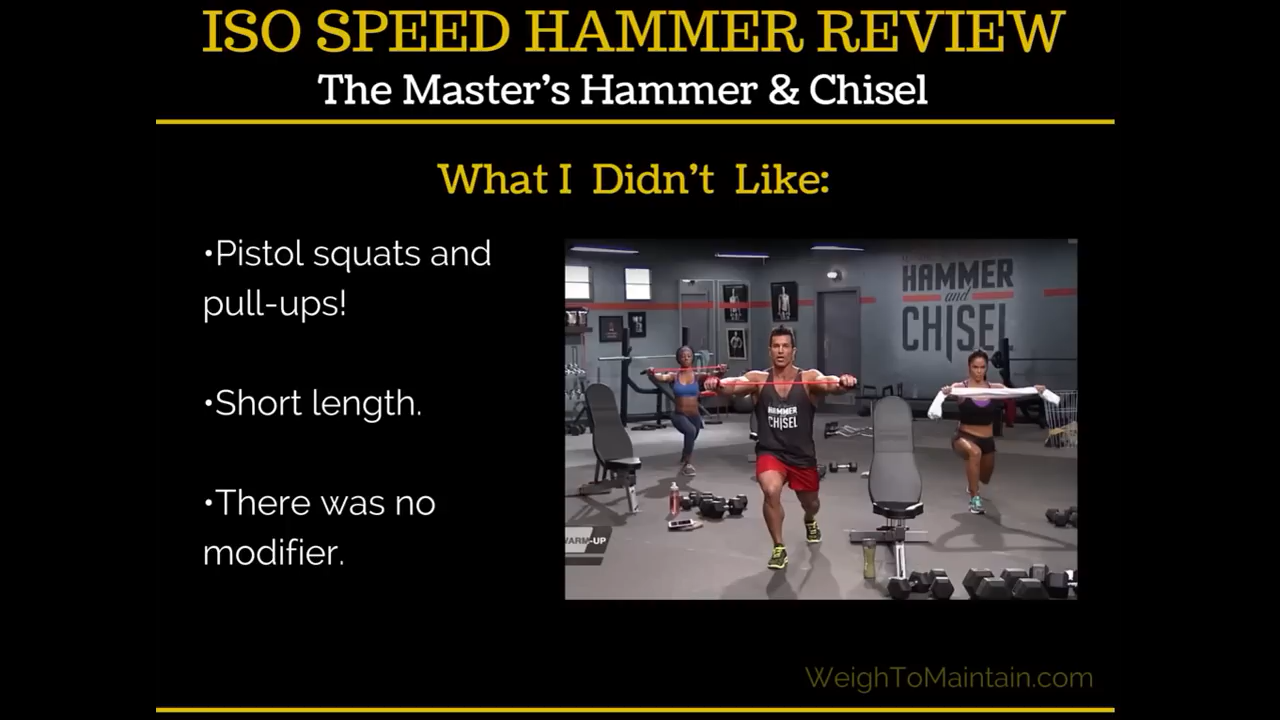 ISO SPEED HAMMER REVIEW
The Master's Hammer & Chisel
What I Didn't Like:
•Pistol squats and
pull-ups!
•Short length.
•There was no
modifier.
HAMMER
and
CHISEL
HAMMER
CHISEL
WARM-UP
WeighToMaintain.com